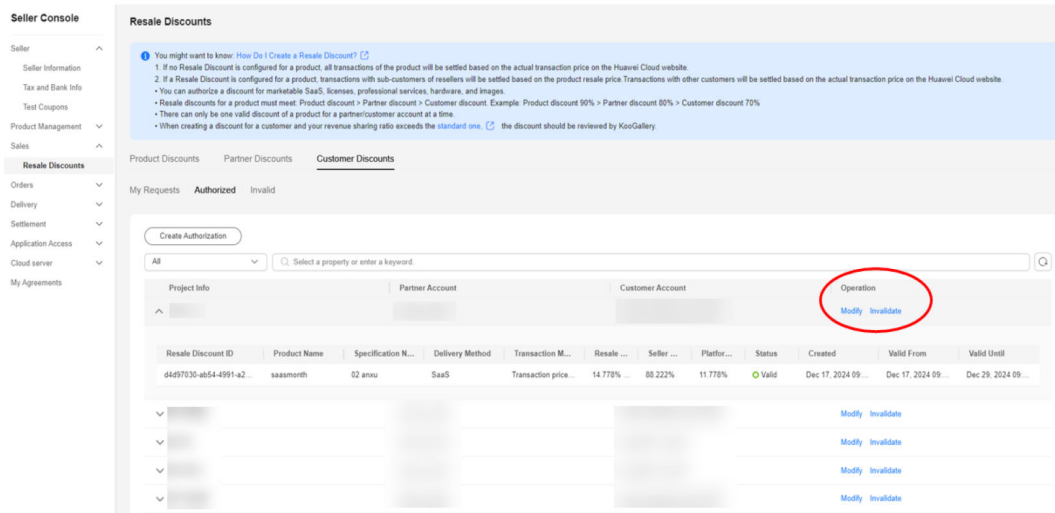 Seller Console
Seller
Seller Information
Tax and Bank Info
Test Coupons
Product Management
Sales
Resale Discounts
Orders
Delivery
Settlement
Application Access
Cloud server
My Agreements
Resale Discounts
You might want to know: How Do I Create a Resale Discount?
1. If no Resale Discount is configured for a product, all transactions of the product will be settled based on the actual transaction price on the Huawei Cloud website.
2. If a Resale Discount is configured for a product, transactions with sub-customers of resellers will be settled based on the product resale price.Transactions with other customers will be settled based on the actual transaction price on the Huawei Cloud website.
• You can authorize a discount for marketable SaaS, licenses, professional services, hardware, and images.
• Resale discounts for a product must meet: Product discount > Partner discount > Customer discount. Example: Product discount 90% > Partner discount 80% > Customer discount 70%
• There can only be one valid discount of a product for a partner/customer account at a time.
• When creating a discount for a customer and your revenue sharing ratio exceeds the standard one, the discount should be reviewed by KooGallery.
Product Discounts Partner Discounts Customer Discounts
My Requests Authorized Invalid
Create Authorization
All Select a property or enter a keyword.
Project Info Partner Account Customer Account Operation
Modify Invalidate
Resale Discount ID Product Name Specification N... Delivery Method Transaction M... Resale ... Seller ... Platfor... Status Created Valid From Valid Until
d4d97030-ab54-4991-a2... saasmonth 02 anxu SaaS Transaction price... 14.778% ... 88.222% 11.778% Valid Dec 17, 2024 09:... Dec 17, 2024 09:... Dec 29, 2024 09:...
Modify Invalidate
Modify Invalidate
Modify Invalidate
Modify Invalidate